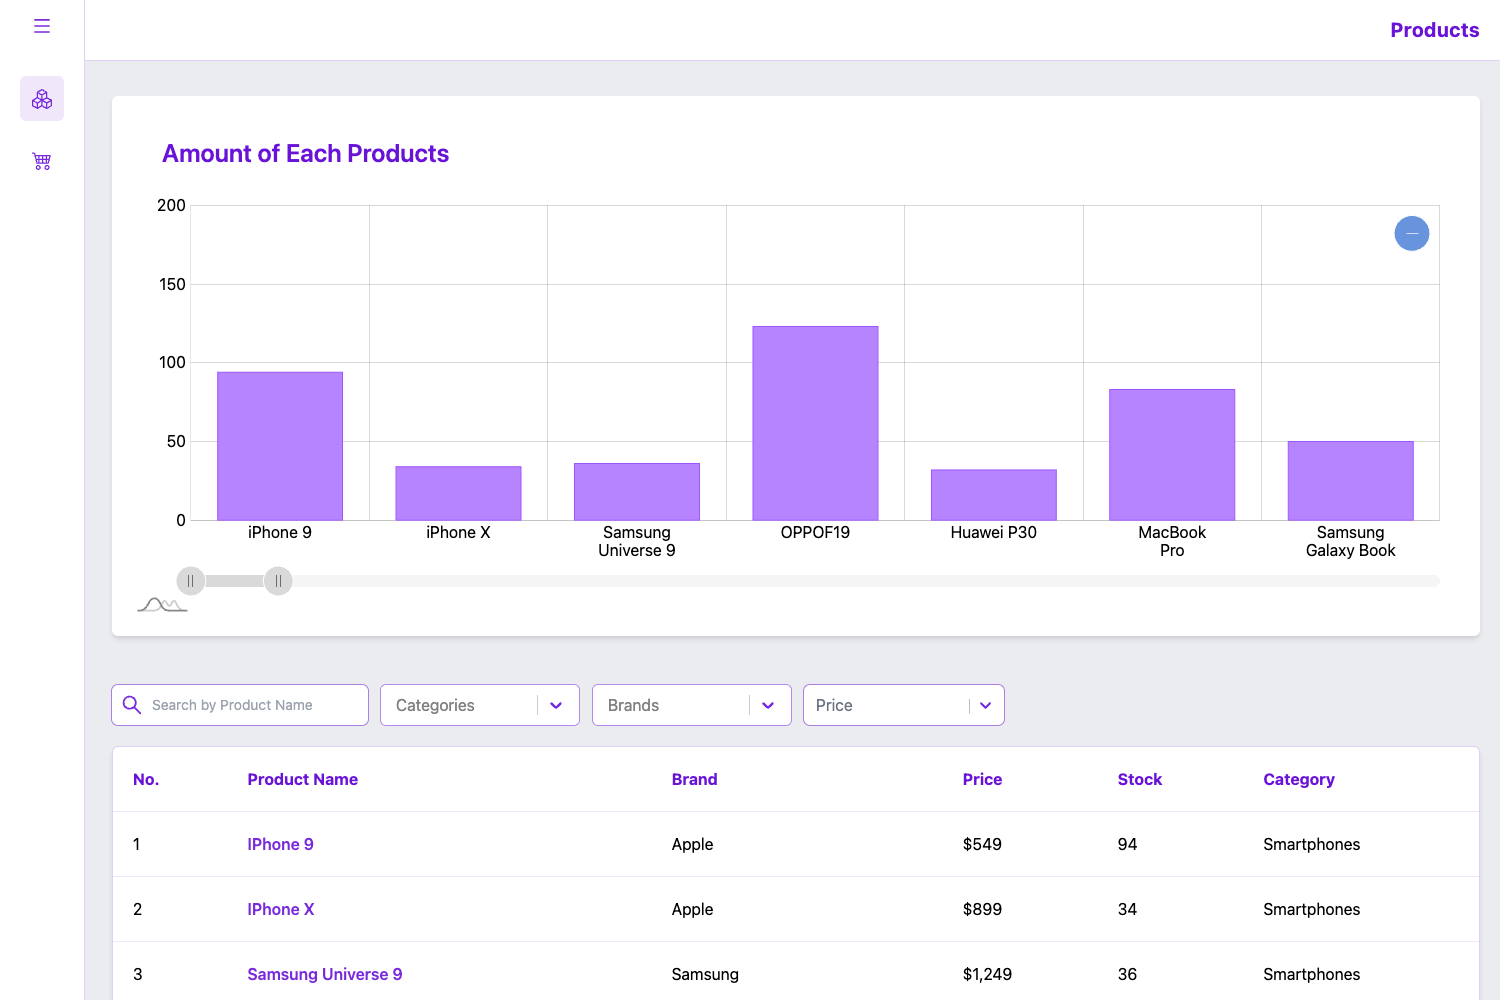 Products
Amount of Each Products
200
150
100
50
0
iPhone 9
iPhone X
Samsung
Universe 9
OPPOF19
Huawei P30
MacBook
Pro
Samsung
Galaxy Book
Search by Product Name
Categories
Brands
Price
No. Product Name Brand Price Stock Category
1 IPhone 9 Apple $549 94 Smartphones
2 IPhone X Apple $899 34 Smartphones
3 Samsung Universe 9 Samsung $1,249 36 Smartphones